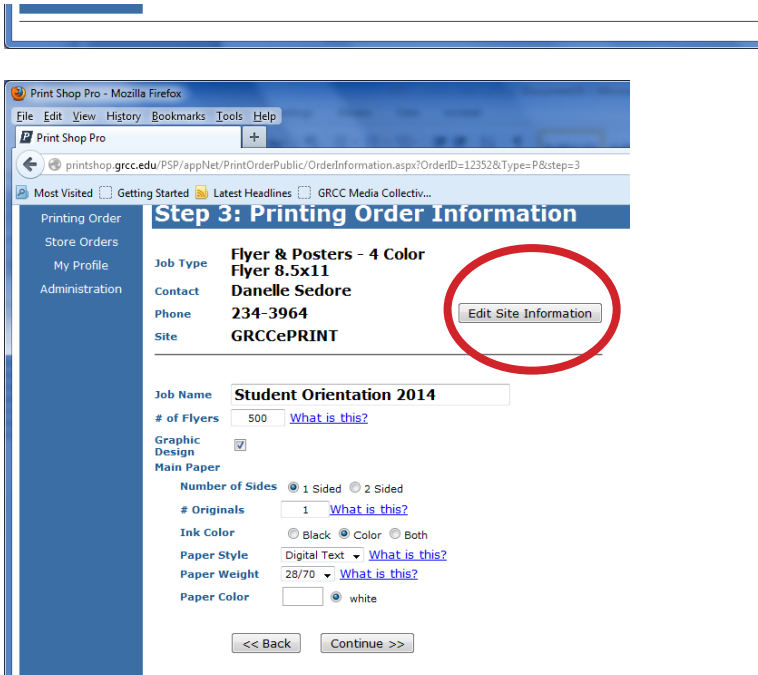 Print Shop Pro - Mozilla Firefox
File Edit View History Bookmarks Tools Help
Print Shop Pro +
printshop.grcc.edu/PSP/appNet/PrintOrderPublic/OrderInformation.aspx?OrderID=12352&Type=P&step=3
Most Visited Getting Started Latest Headlines GRCC Media Collectiv...
Printing Order
Store Orders
My Profile
Administration
Step 3: Printing Order Information
Job Type Flyer & Posters - 4 Color
Flyer 8.5x11
Contact Danelle Sedore
Phone 234-3964 Edit Site Information
Site GRCCePRINT
Job Name Student Orientation 2014
# of Flyers 500 What is this?
Graphic
Design
Main Paper
Number of Sides 1 Sided 2 Sided
# Originals 1 What is this?
Ink Color Black Color Both
Paper Style Digital Text What is this?
Paper Weight 28/70 What is this?
Paper Color white
<< Back Continue >>